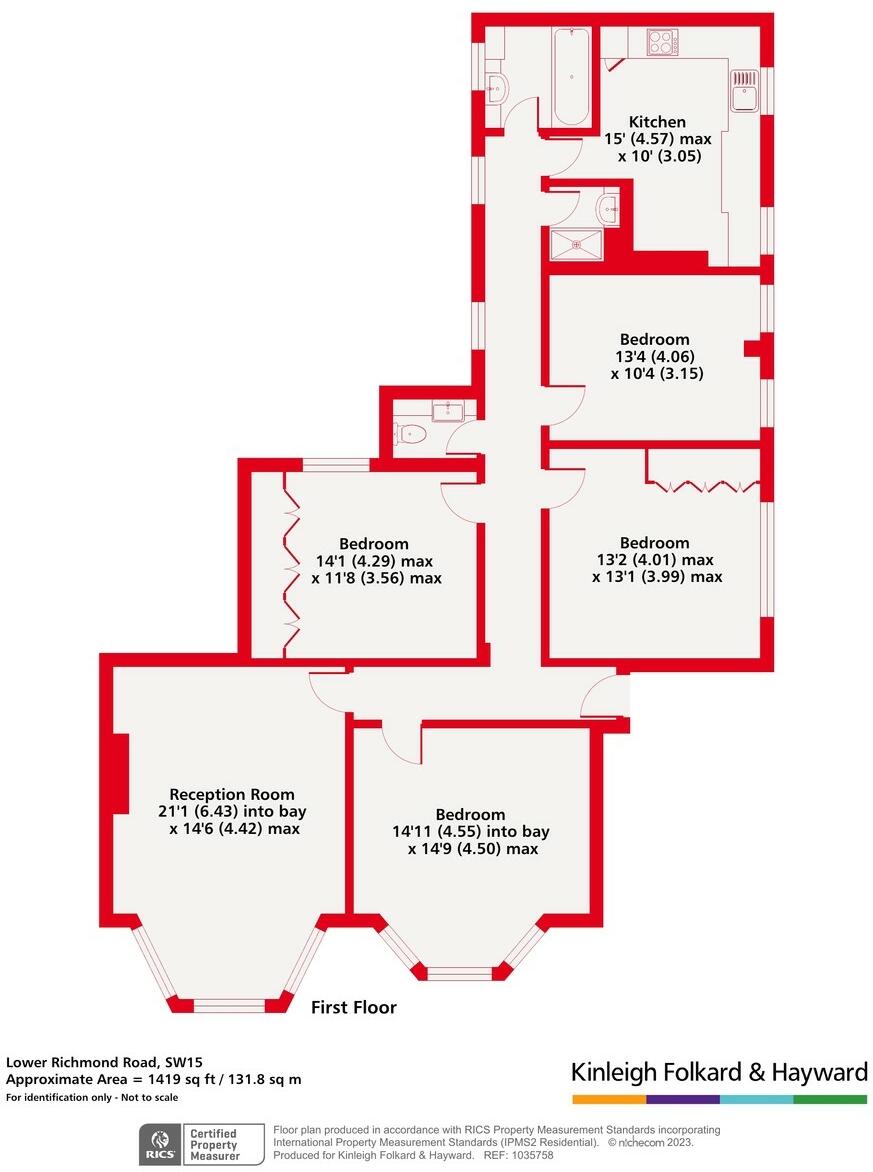 Kitchen
15' (4.57) max
x 10' (3.05)
Bedroom
13'4 (4.06)
x 10'4 (3.15)
Bedroom
14'1 (4.29) max
x 11'8 (3.56) max
Bedroom
13'2 (4.01) max
x 13'1 (3.99) max
Reception Room
21'1 (6.43) into bay
x 14'6 (4.42) max
Bedroom
14'11 (4.55) into bay
x 14'9 (4.50) max
First Floor
Lower Richmond Road, SW15
Approximate Area = 1419 sq ft / 131.8 sq m
For identification only - Not to scale
Kinleigh Folkard & Hayward
RICS
Certified
Property
Measurer
Floor plan produced in accordance with RICS Property Measurement Standards incorporating
International Property Measurement Standards (IPMS2 Residential). © nichecom 2023.
Produced for Kinleigh Folkard & Hayward. REF: 1035758